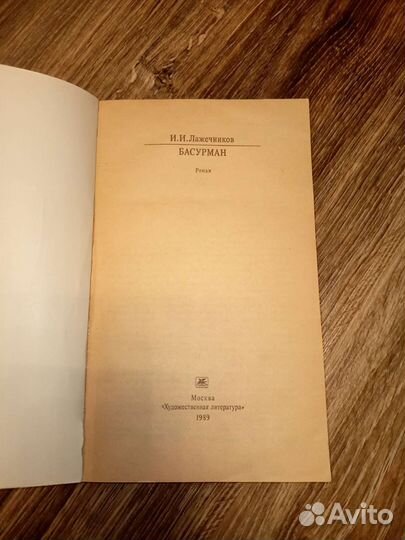 И.И.Лажечников
БАСУРМАН
Роман
Москва
«Художественная литература»
1989
Avito